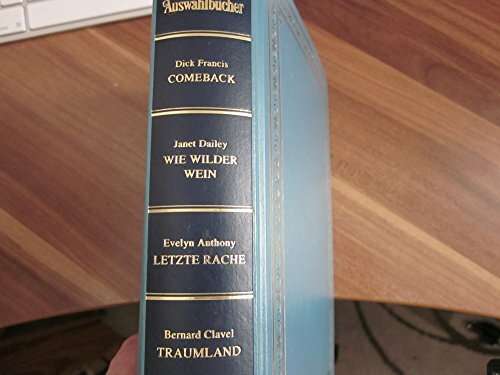 Auswahlbücher
Dick Francis
COMEBACK
Janet Dailey
WIE WILDER
WEIN
Evelyn Anthony
LETZTE RACHE
Bernard Clavel
TRAUMLAND